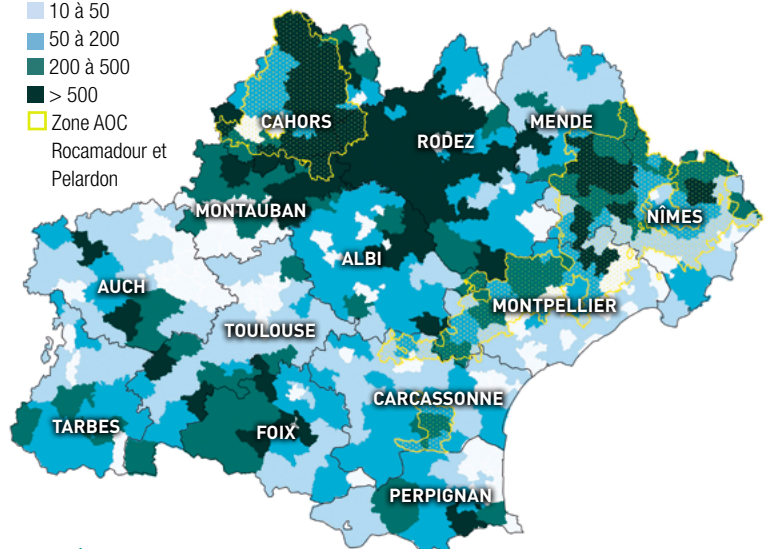 10 à 50
50 à 200
200 à 500
> 500
Zone AOC
Rocamadour et
Pelardon
CAHORS
RODEZ
MENDE
MONTAUBAN
NÎMES
ALBI
AUCH
MONTPELLIER
TOULOUSE
CARCASSONNE
TARBES
FOIX
PERPIGNAN